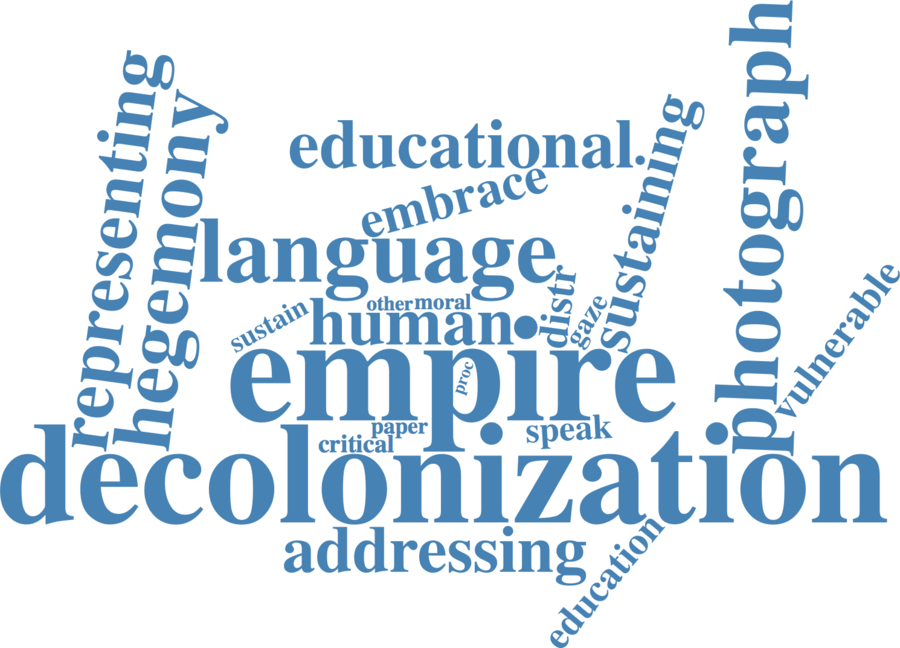 representing
hegemony
educational.
embrace
language
sustaining
photograph
vulnerable
distr
gaze
sustain
other
moral
human
empire
proc
paper
critical
speak
decolonization
addressing
education